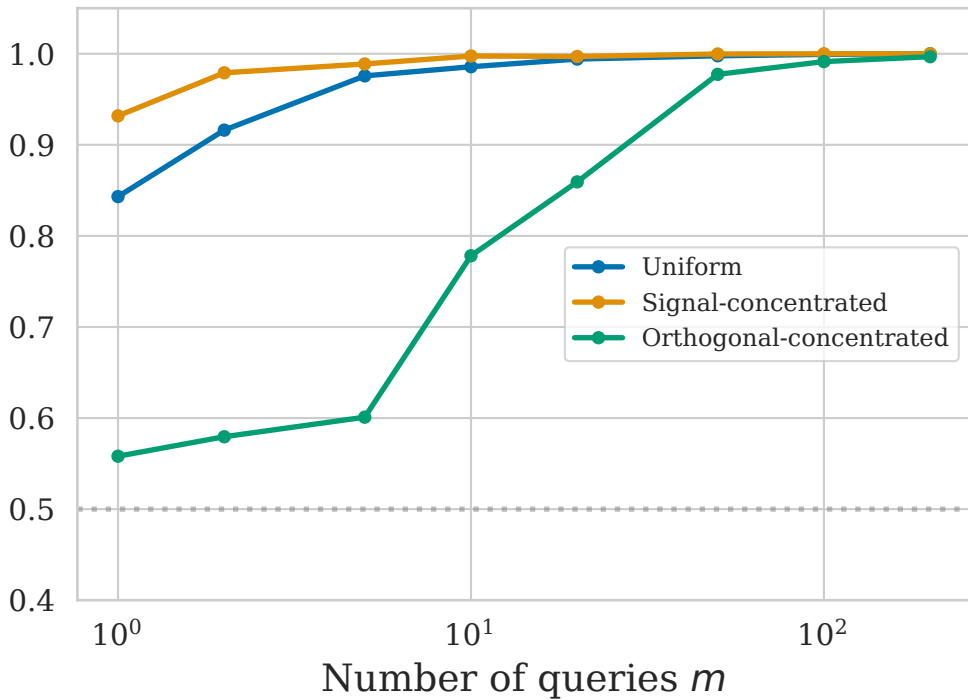 1.0
0.9
0.8
0.7
0.6
0.5
0.4
Uniform
Signal-concentrated
Orthogonal-concentrated
10⁰ 10¹ 10²
Number of queries m